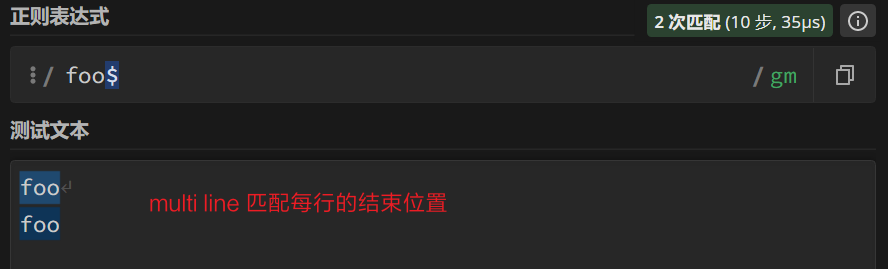 正则表达式
2 次匹配 (10 步, 35μs)
/ foo$ / gm
测试文本
foo↵
foo
multi line 匹配每行的结束位置